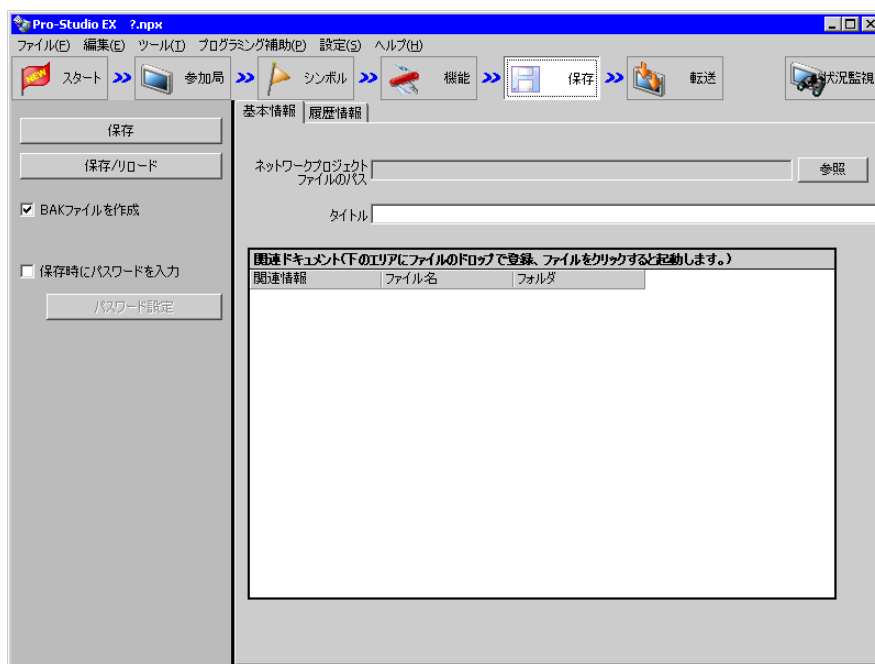 Pro-Studio EX ?.npx
ファイル(F) 編集(E) ツール(T) プログラミング補助(P) 設定(S) ヘルプ(H)
NEW スタート 参加局 シンボル 機能 保存 転送 状況監視
基本情報 履歴情報
保存
保存/リロード
BAKファイルを作成
保存時にパスワードを入力
パスワード設定
ネットワークプロジェクト
ファイルのパス
参照
タイトル
関連ドキュメント(下のエリアにファイルのドロップで登録、ファイルをクリックすると起動します。)
関連情報 ファイル名 フォルダ